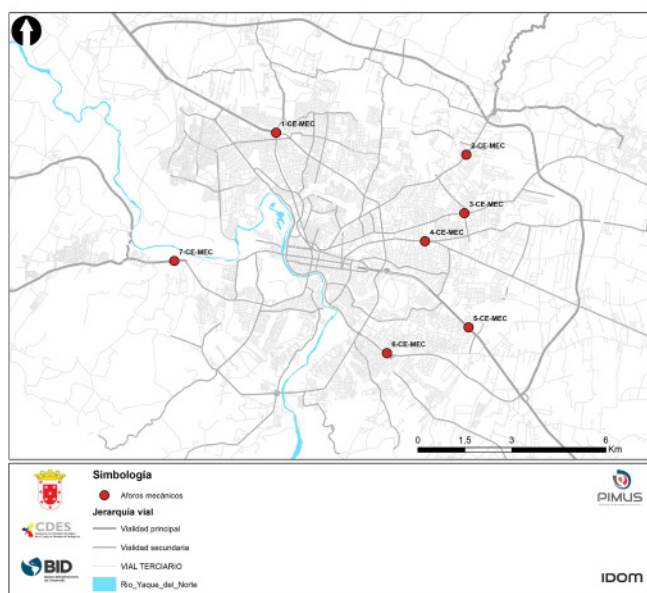 1-CE-MEC
2-CE-MEC
3-CE-MEC
4-CE-MEC
7-CE-MEC
5-CE-MEC
6-CE-MEC
0 1.5 3 6
Km
Simbología
Aforos mecánicos
Jerarquía vial
Vialidad principal
Vialidad secundaria
VIAL TERCIARIO
Rio_Yaque_del_Norte
CDES
BID
PIMUS
IDOM